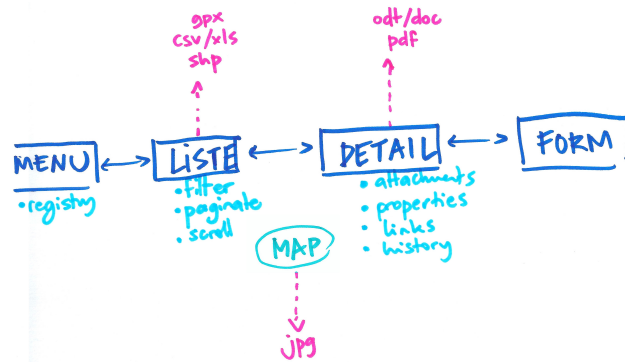 gpx
csv/xls
shp
odt/doc
pdf
MENU
LiSTE
DETAIL
FORM
• registry
• filter
• paginate
• scroll
• attachments
• properties
• links
• history
MAP
jpg